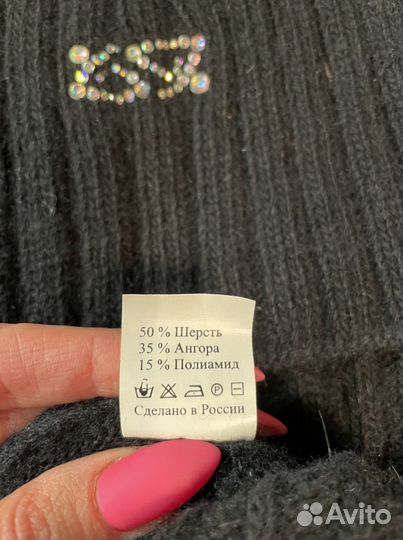 50 % Шерсть
35 % Ангора
15 % Полиамид
Сделано в России
Avito